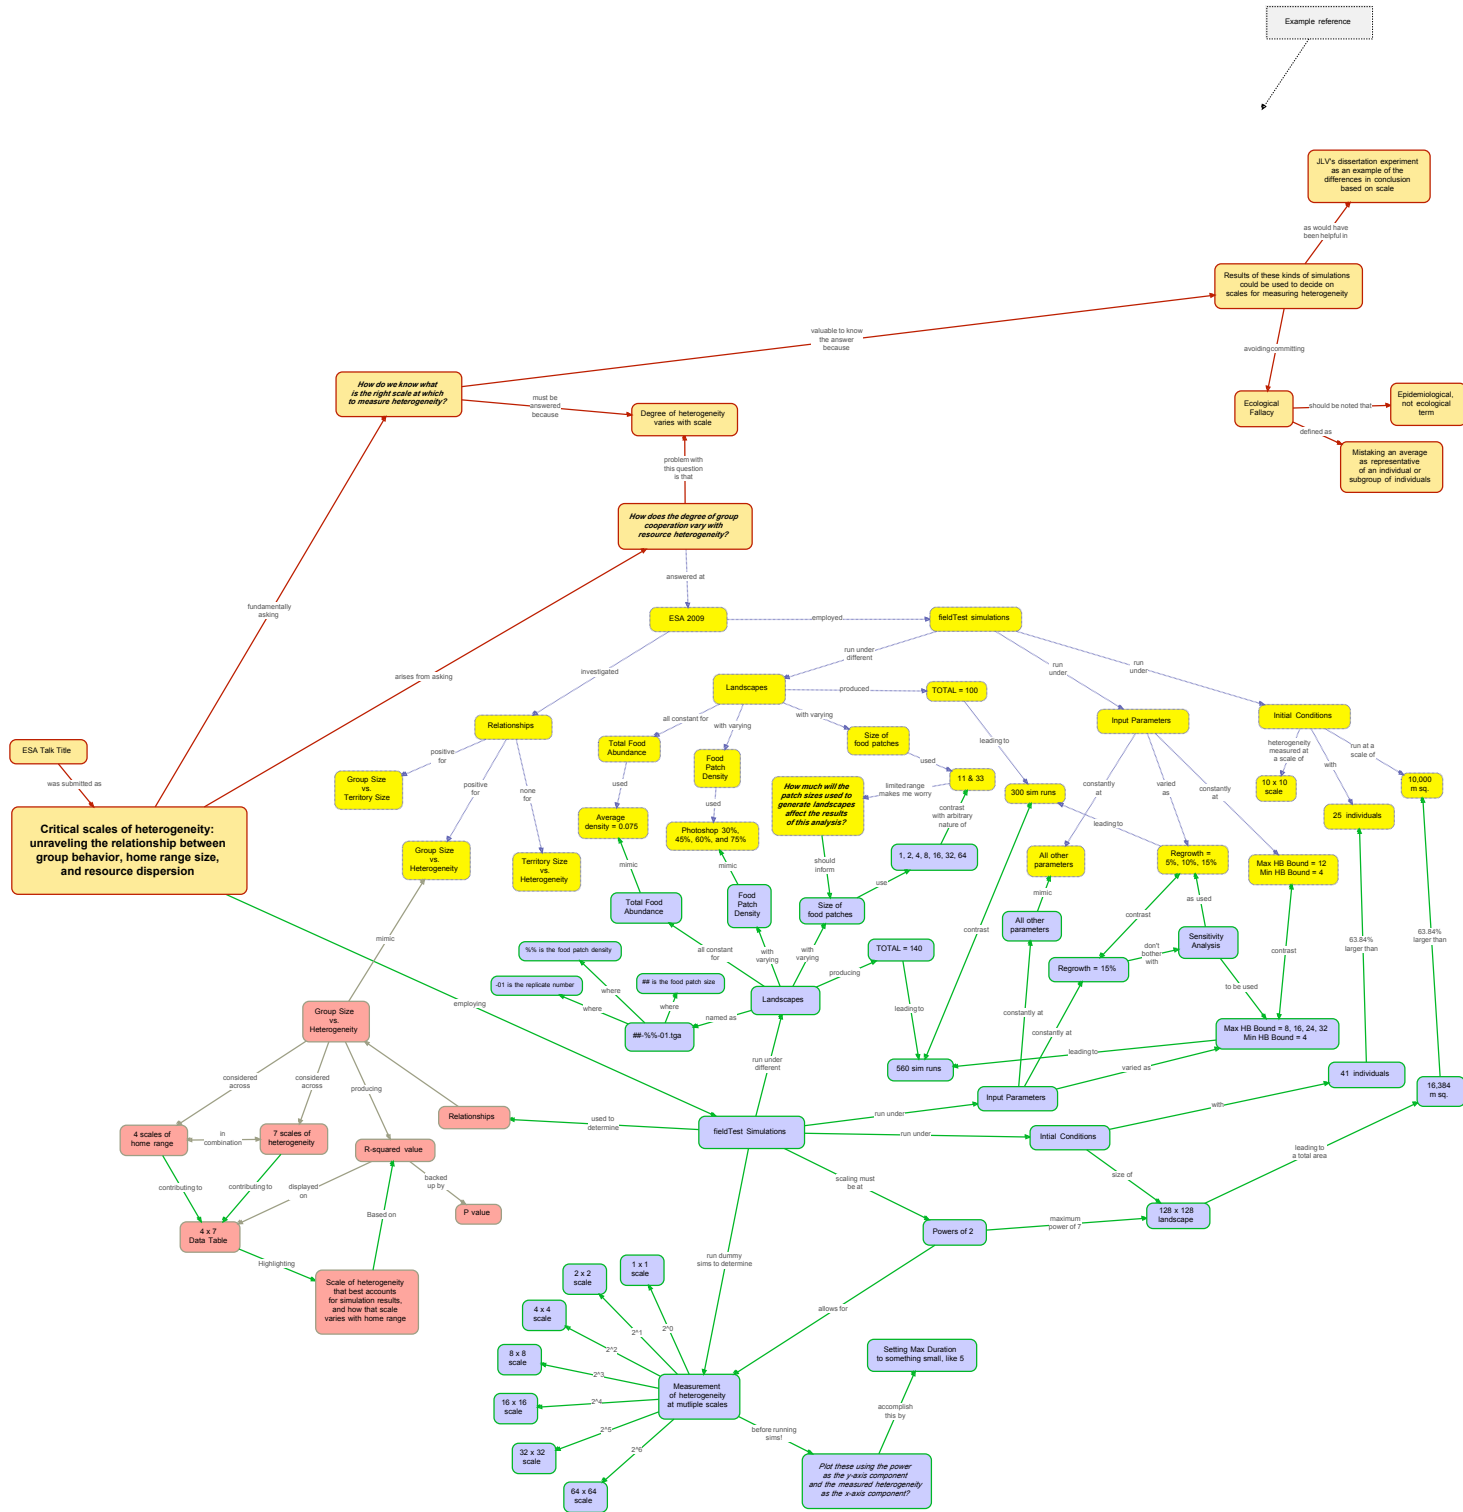 Example reference
JLV's dissertation experiment
as an example of the
differences in conclusion
based on scale
as would have
been helpful in
Results of these kinds of simulations
could be used to decide on
scales for measuring heterogeneity
valuable to know
the answer
because
avoiding committing
How do we know what
is the right scale at which
to measure heterogeneity?
must be
answered
because
Degree of heterogeneity
varies with scale
Ecological
Fallacy
should be noted that
Epidemiological,
not ecological
term
defined as
Mistaking an average
as representative
of an individual or
subgroup of individuals
problem with
this question
is that
How does the degree of group
cooperation vary with
resource heterogeneity?
answered at
fundamentally
asking
ESA 2009
employed
fieldTest simulations
arises from asking
investigated
run under
different
run
under
run
under
Landscapes
produced
TOTAL = 100
Relationships
all constant for
with varying
with varying
Input Parameters
Initial Conditions
ESA Talk Title
was submitted as
positive
for
positive
for
none
for
Total Food
Abundance
Food
Patch
Density
Size of
food patches
leading to
used
heterogeneity
measured at
a scale of
with
run at a
scale of
Group Size
vs.
Territory Size
used
used
How much will the
patch sizes used to
generate landscapes
affect the results
of this analysis?
limited range
makes me worry
11 & 33
300 sim runs
constantly
at
varied
as
constantly
at
10 x 10
scale
10,000
m sq.
25 individuals
Critical scales of heterogeneity:
unraveling the relationship between
group behavior, home range size,
and resource dispersion
Average
density = 0.075
Photoshop 30%,
45%, 60%, and 75%
contrast
with arbitrary
nature of
leading to
Group Size
vs.
Heterogeneity
Territory Size
vs.
Heterogeneity
mimic
mimic
should
inform
1, 2, 4, 8, 16, 32, 64
All other
parameters
Regrowth =
5%, 10%, 15%
Max HB Bound = 12
Min HB Bound = 4
Total Food
Abundance
Food
Patch
Density
use
Size of
food patches
mimic
as used
mimic
%% is the food patch density
all constant
for
with
varying
with
varying
TOTAL = 140
contrast
All other
parameters
contrast
don't
bother
with
Sensitivity
Analysis
contrast
63.84%
larger than
63.84%
larger than
-01 is the replicate number
## is the food patch size
where
where
where
producing
Regrowth = 15%
Landscapes
named as
##-%%-01.tga
to be used
employing
Group Size
vs.
Heterogeneity
run under
different
leading to
constantly at
constantly at
Max HB Bound = 8, 16, 24, 32
Min HB Bound = 4
leading to
560 sim runs
varied as
considered
across
considered
across
producing
41 individuals
16,384
m sq.
Input Parameters
Relationships
used to
determine
fieldTest Simulations
run under
run under
with
Intial Conditions
4 scales of
home range
in
combination
7 scales of
heterogeneity
R-squared value
leading to
a total area
contributing to
contributing to
displayed
on
backed
up by
scaling must
be at
size of
P value
Based on
128 x 128
landscape
4 x 7
Data Table
Powers of 2
maximum
power of 7
Highlighting
run dummy
sims to determine
1 x 1
scale
2 x 2
scale
Scale of heterogeneity
that best accounts
for simulation results,
and how that scale
varies with home range
4 x 4
scale
allows for
2^0
2^1
2^2
8 x 8
scale
2^3
Setting Max Duration
to something small, like 5
Measurement
of heterogeneity
at mutliple scales
16 x 16
scale
2^4
accomplish
this by
2^5
before running
sims!
32 x 32
scale
2^6
Plot these using the power
as the y-axis component
and the measured heterogeneity
as the x-axis component?
64 x 64
scale